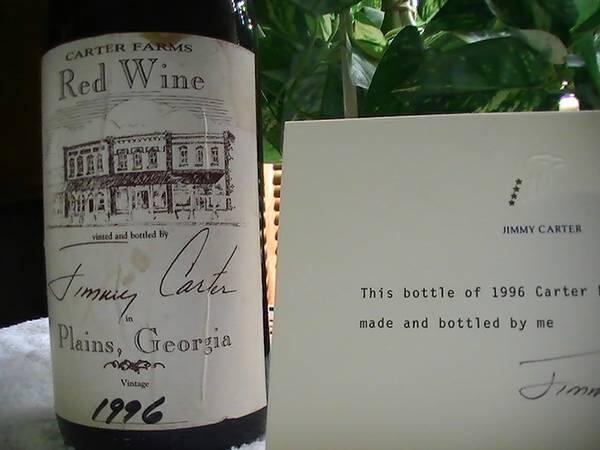 CARTER FARMS
Red Wine
vinted and bottled by
Jimmy Carter
in
Plains, Georgia
Vintage
1996
JIMMY CARTER
This bottle of 1996 Carter
made and bottled by me